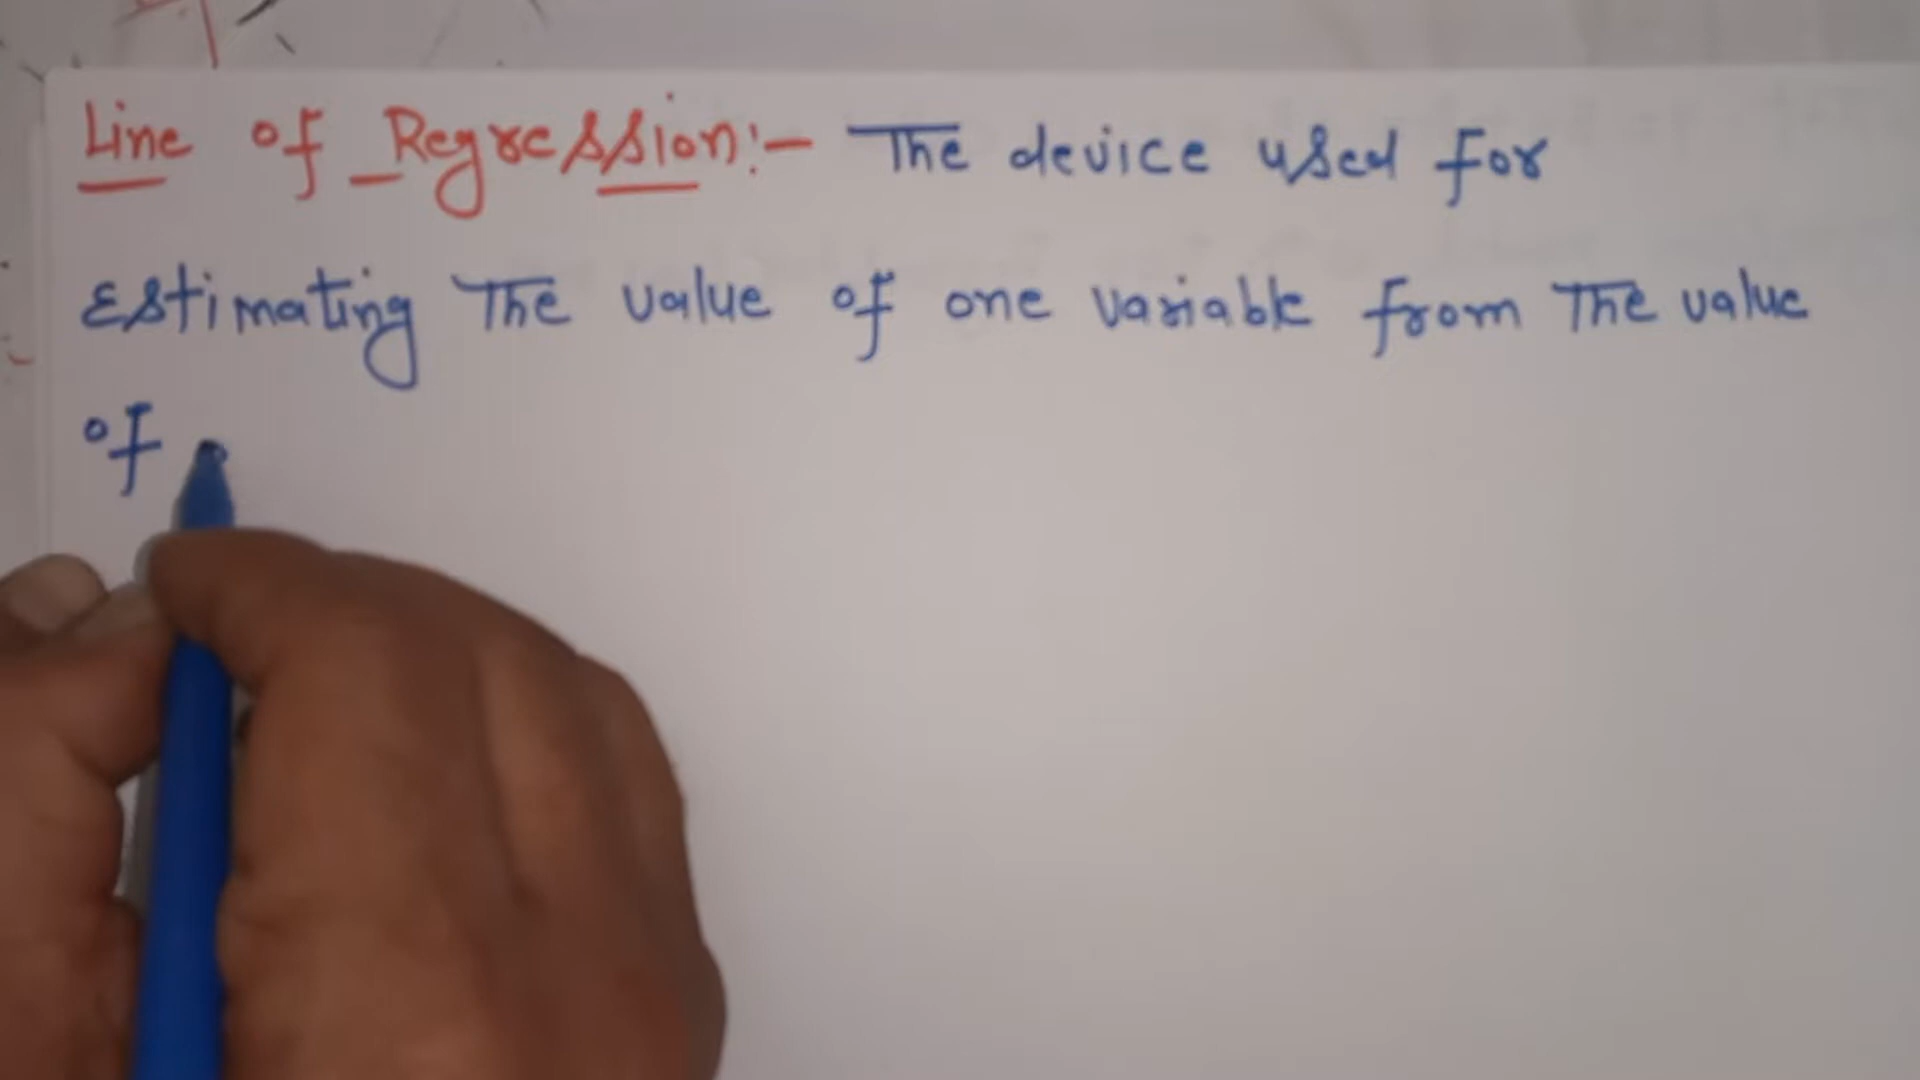 Line of Regression:- The device used for
Estimating The value of one variable from The value
of